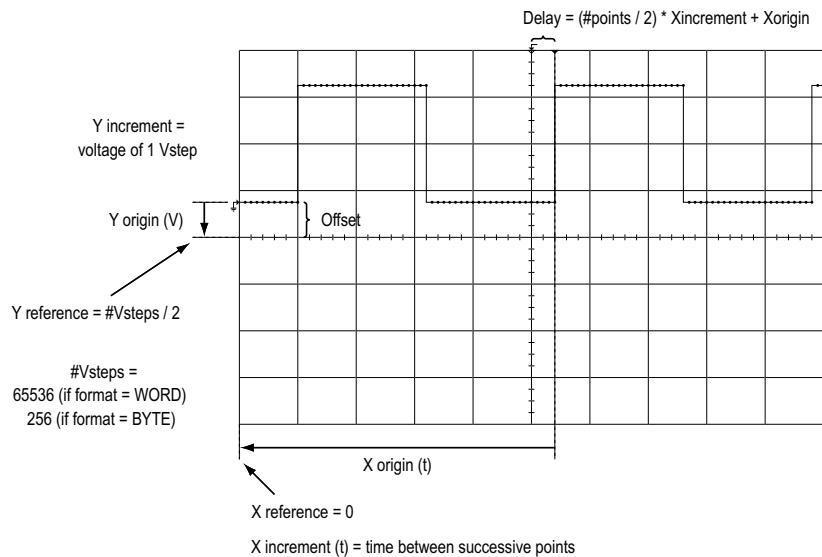 Delay = (#points / 2) * Xincrement + Xorigin
Y increment =
voltage of 1 Vstep
Y origin (V)
Offset
Y reference = #Vsteps / 2
#Vsteps =
65536 (if format = WORD)
256 (if format = BYTE)
X origin (t)
X reference = 0
X increment (t) = time between successive points